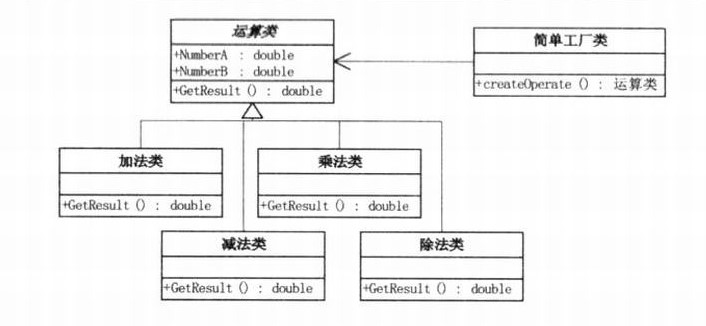 运算类
+NumberA : double
+NumberB : double
+GetResult () : double
简单工厂类
+createOperate () : 运算类
加法类
+GetResult () : double
乘法类
+GetResult () : double
减法类
+GetResult () : double
除法类
+GetResult () : double